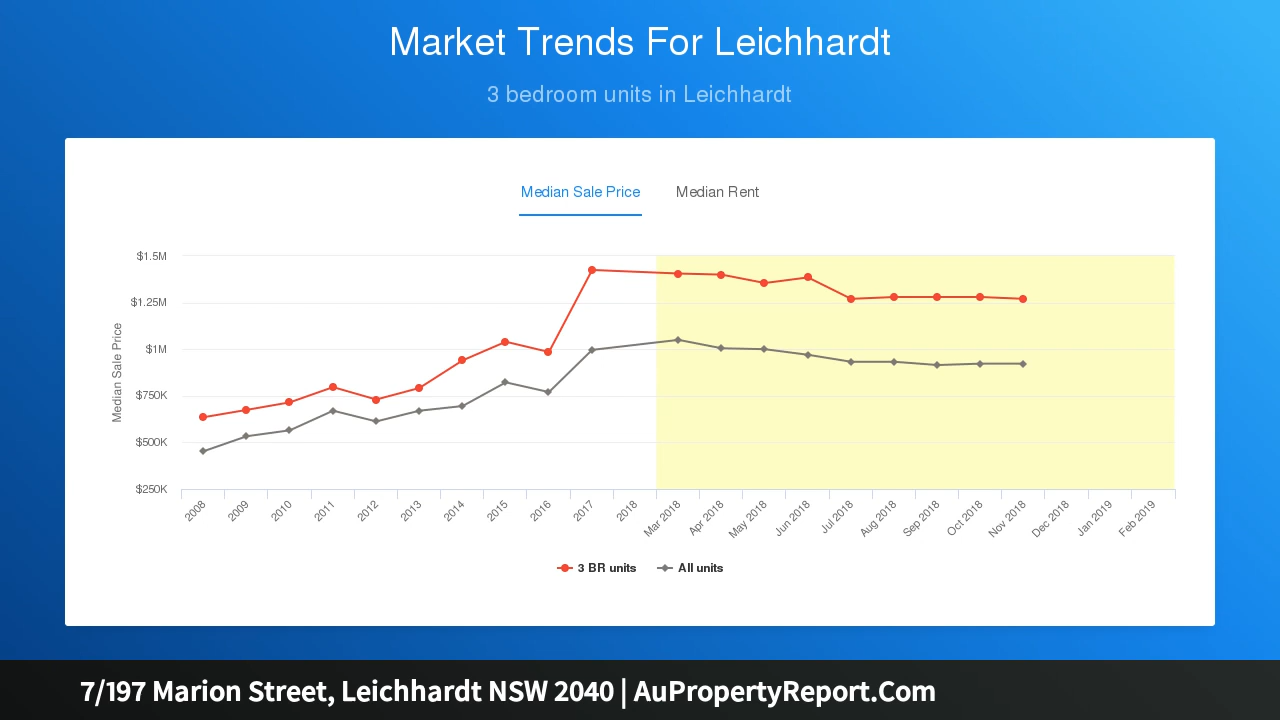 Market Trends For Leichhardt
3 bedroom units in Leichhardt
Median Sale Price Median Rent
Median Sale Price
$1.5M
$1.25M
$1M
$750K
$500K
$250K
2008 2009 2010 2011 2012 2013 2014 2015 2016 2017 2018 Mar 2018 Apr 2018 May 2018 Jun 2018 Jul 2018 Aug 2018 Sep 2018 Oct 2018 Nov 2018 Dec 2018 Jan 2019 Feb 2019
3 BR units All units
7/197 Marion Street, Leichhardt NSW 2040 | AuPropertyReport.Com